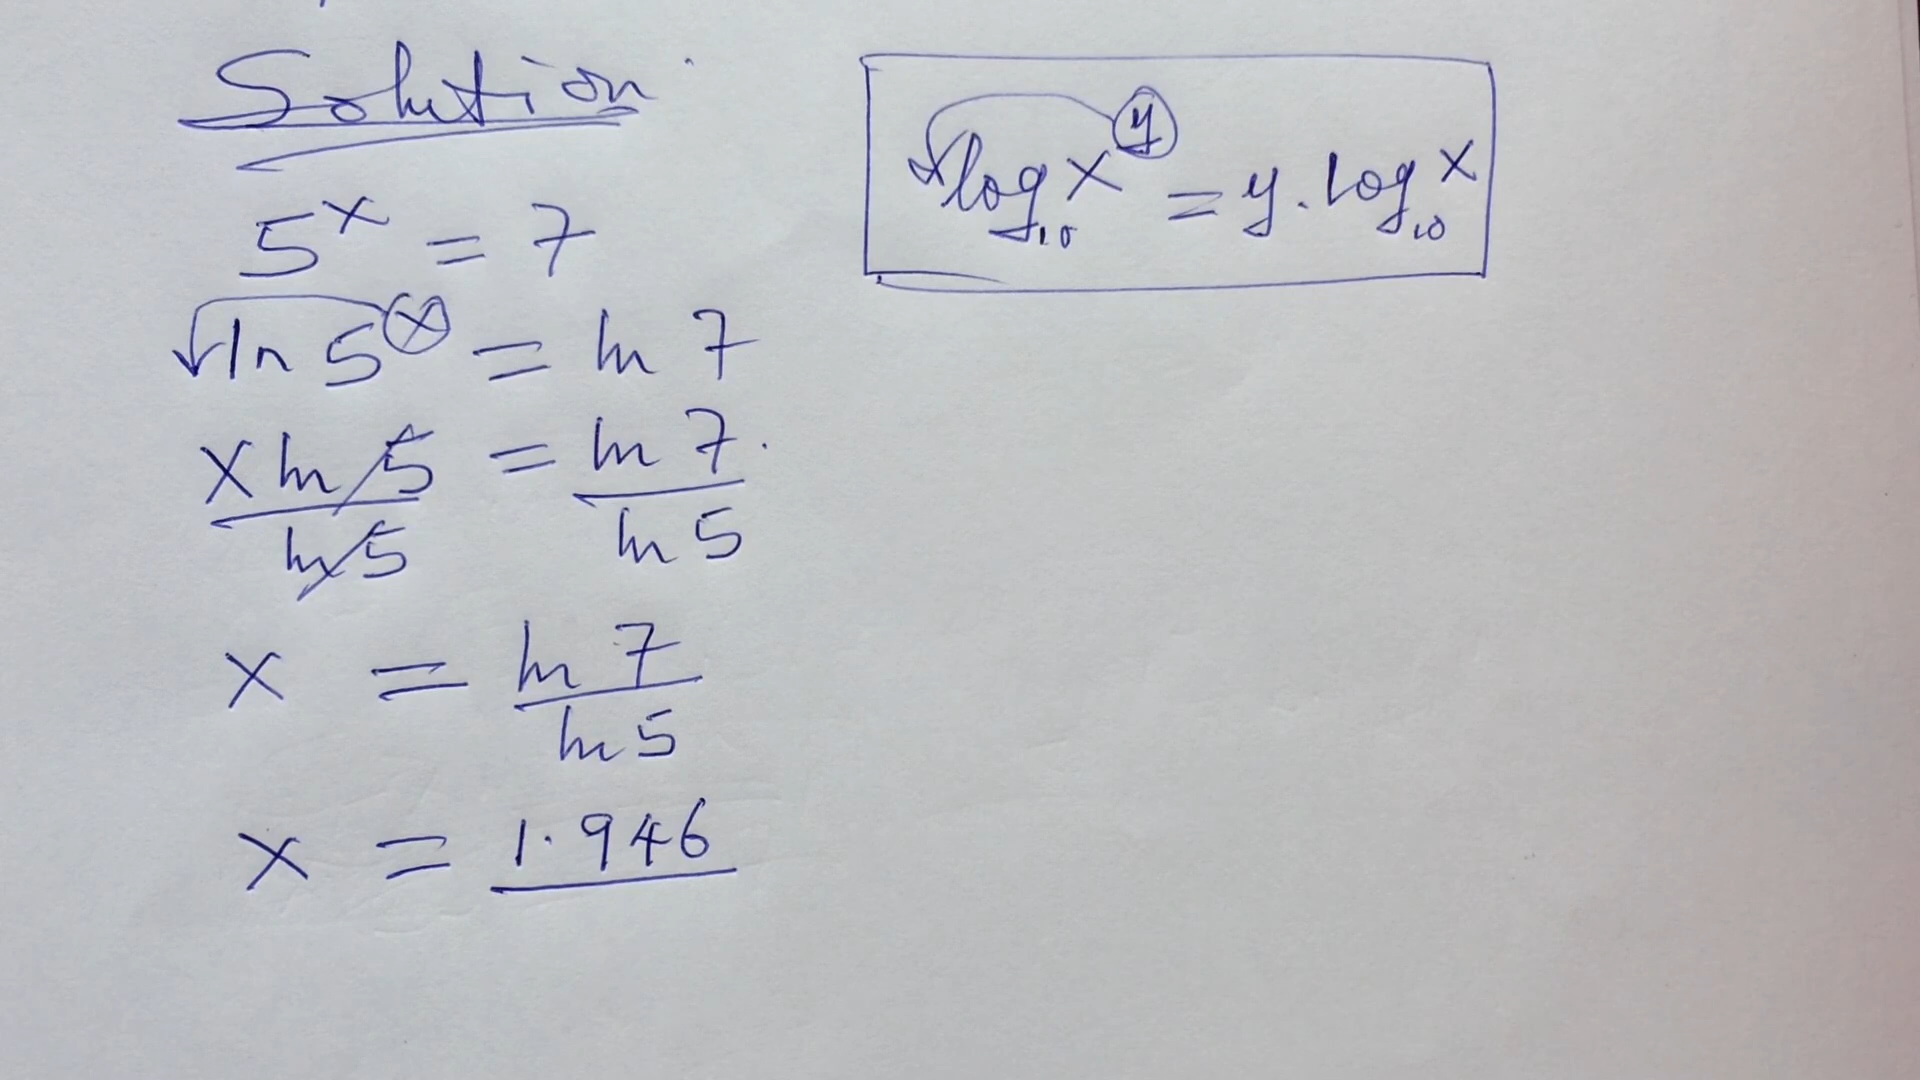 Solution
5^x = 7
ln 5^x = ln 7
x ln 5 / ln 5 = ln 7 / ln 5
x = ln 7 / ln 5
x = 1.946
log₁₀ x^y = y . log₁₀ x